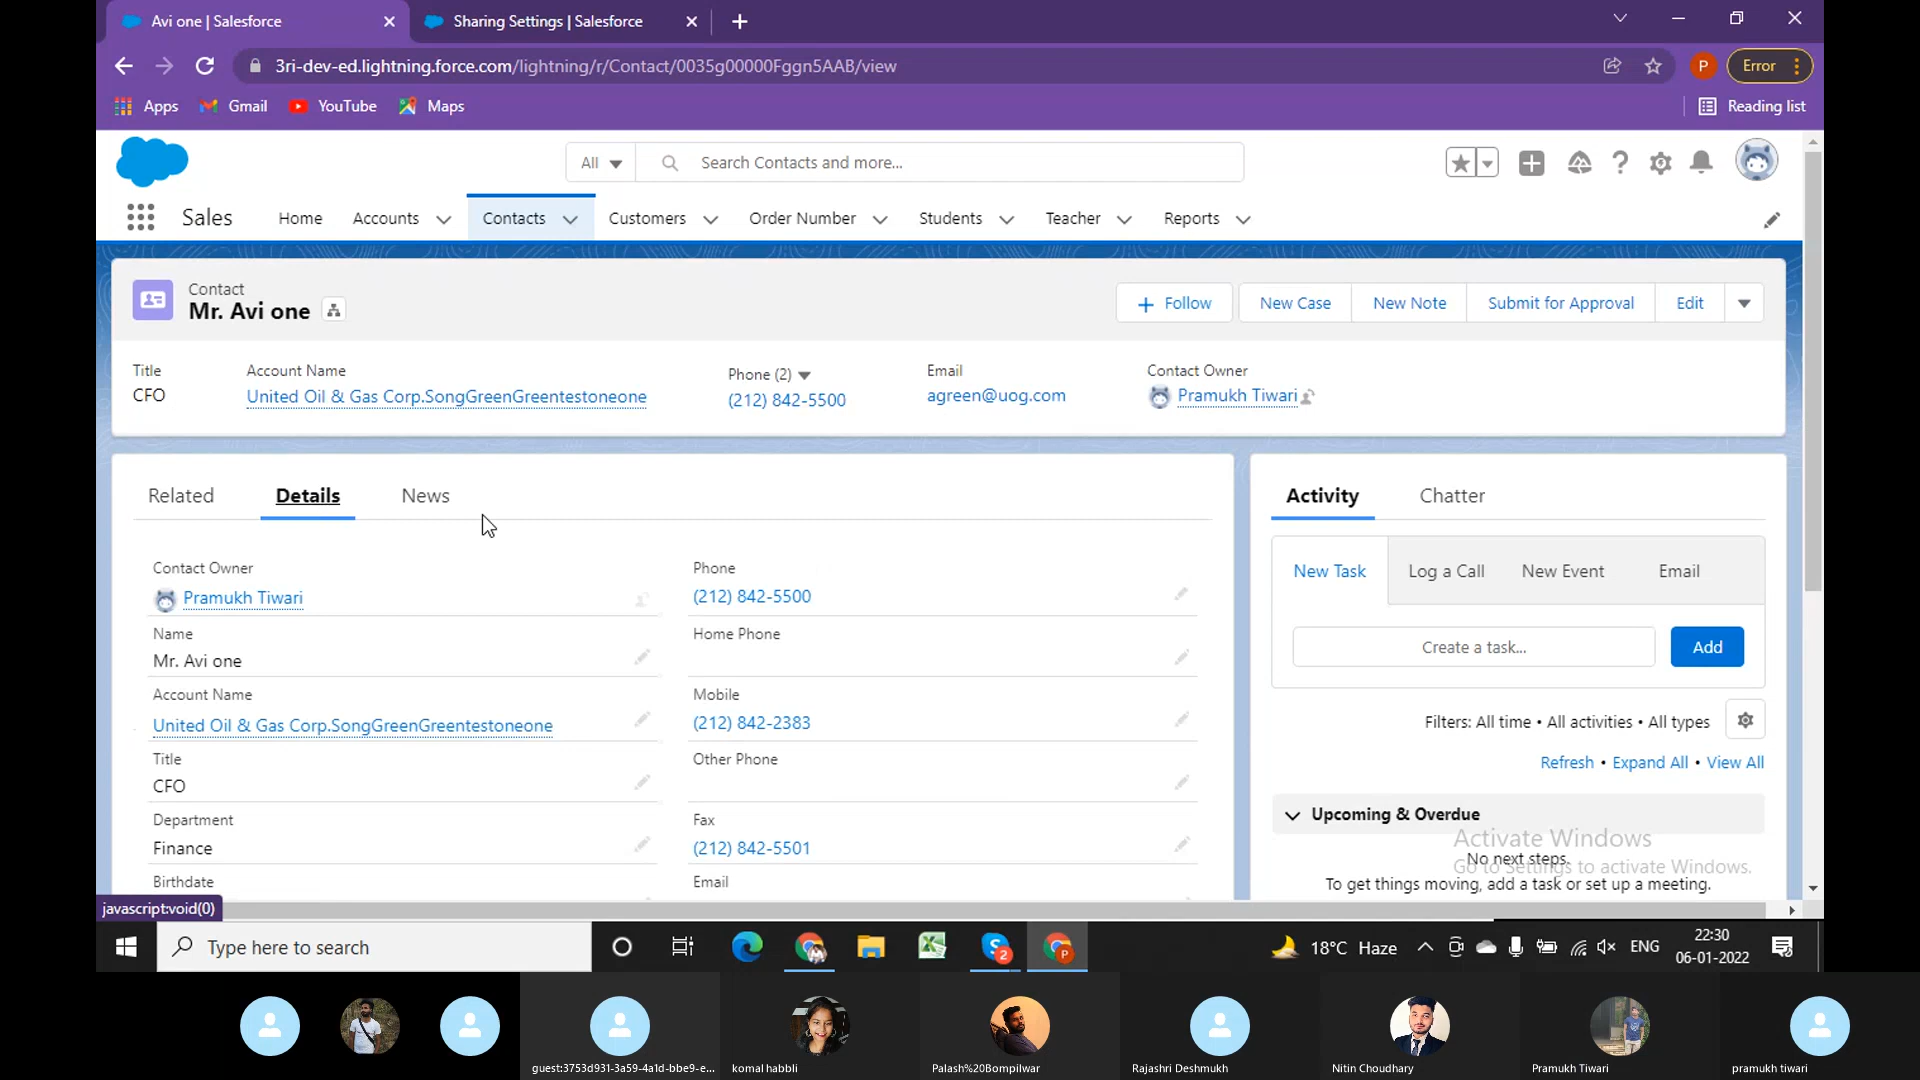 Avi one | Salesforce
Sharing Settings | Salesforce
3ri-dev-ed.lightning.force.com/lightning/r/Contact/0035g00000Fggn5AAB/view
P
Error
Apps
Gmail
YouTube
Maps
Reading list
All
Search Contacts and more...
Sales
Home
Accounts
Contacts
Customers
Order Number
Students
Teacher
Reports
Contact
Mr. Avi one
Follow
New Case
New Note
Submit for Approval
Edit
Title
CFO
Account Name
United Oil & Gas Corp.SongGreenGreentestoneone
Phone (2)
(212) 842-5500
Email
agreen@uog.com
Contact Owner
Pramukh Tiwari
Related
Details
News
Activity
Chatter
Contact Owner
Pramukh Tiwari
Phone
(212) 842-5500
Name
Mr. Avi one
Home Phone
Account Name
United Oil & Gas Corp.SongGreenGreentestoneone
Mobile
(212) 842-2383
Title
CFO
Other Phone
Department
Finance
Fax
(212) 842-5501
Birthdate
Email
New Task
Log a Call
New Event
Email
Create a task...
Add
Filters: All time • All activities • All types
Refresh • Expand All • View All
Upcoming & Overdue
Activate Windows
Go to Settings to activate Windows.
No next steps.
To get things moving, add a task or set up a meeting.
javascript:void(0)
Type here to search
2
P
18°C Haze
ENG
22:30
06-01-2022
guest:3753d931-3a59-4a1d-bbe9-e...
komal habbli
Palash%20Bompilwar
Rajashri Deshmukh
Nitin Choudhary
Pramukh Tiwari
pramukh tiwari